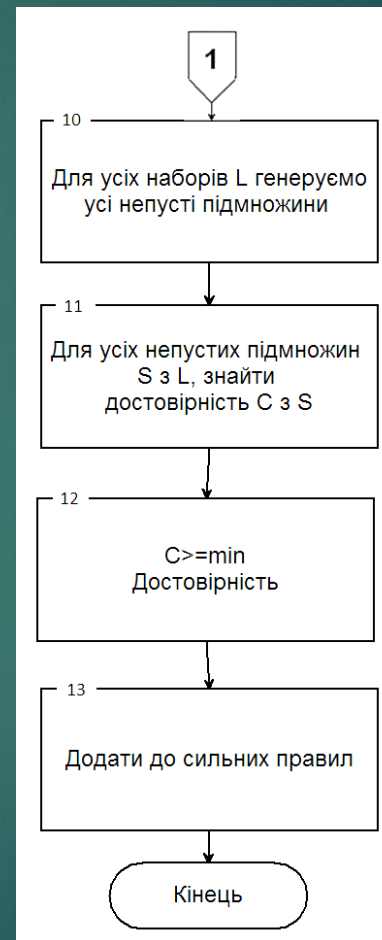 1
10
Для усіх наборів L генеруємо
усі непусті підмножини
11
Для усіх непустих підмножин
S з L, знайти
достовірність C з S
12
C>=min
Достовірність
13
Додати до сильних правил
Кінець